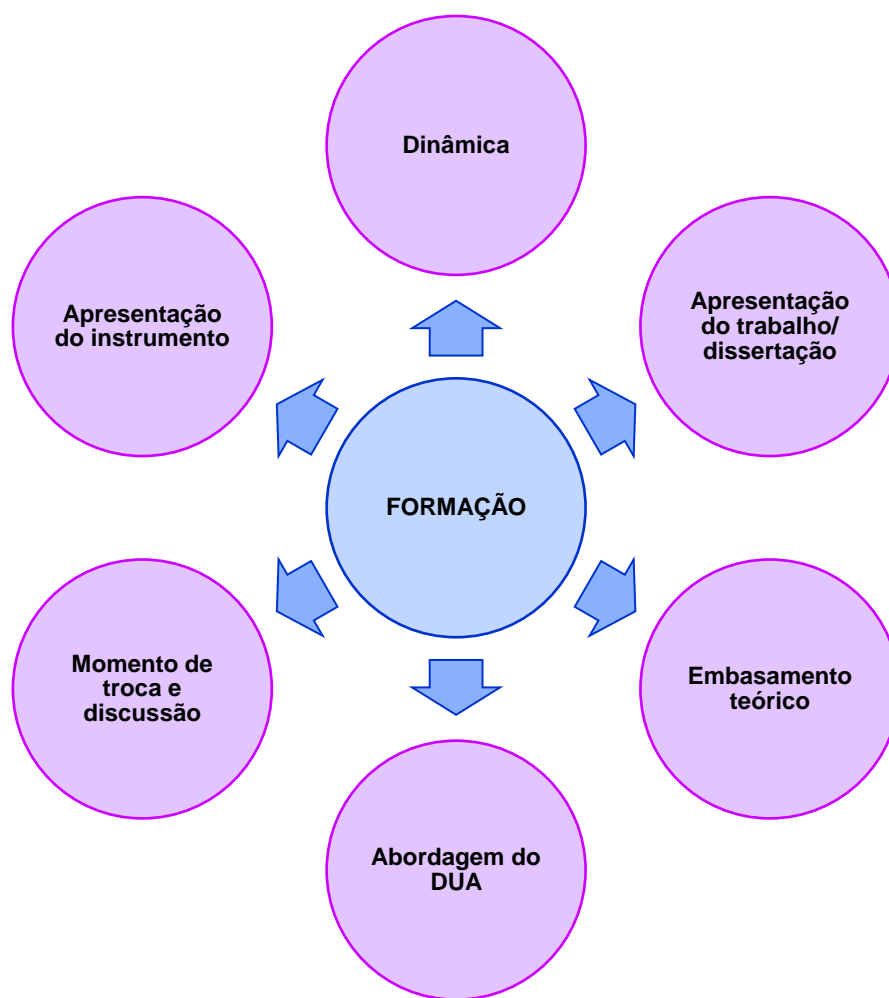 Dinâmica
Apresentação
do trabalho/
dissertação
Embasamento
teórico
Abordagem do
DUA
Momento de
troca e
discussão
Apresentação
do instrumento
FORMAÇÃO